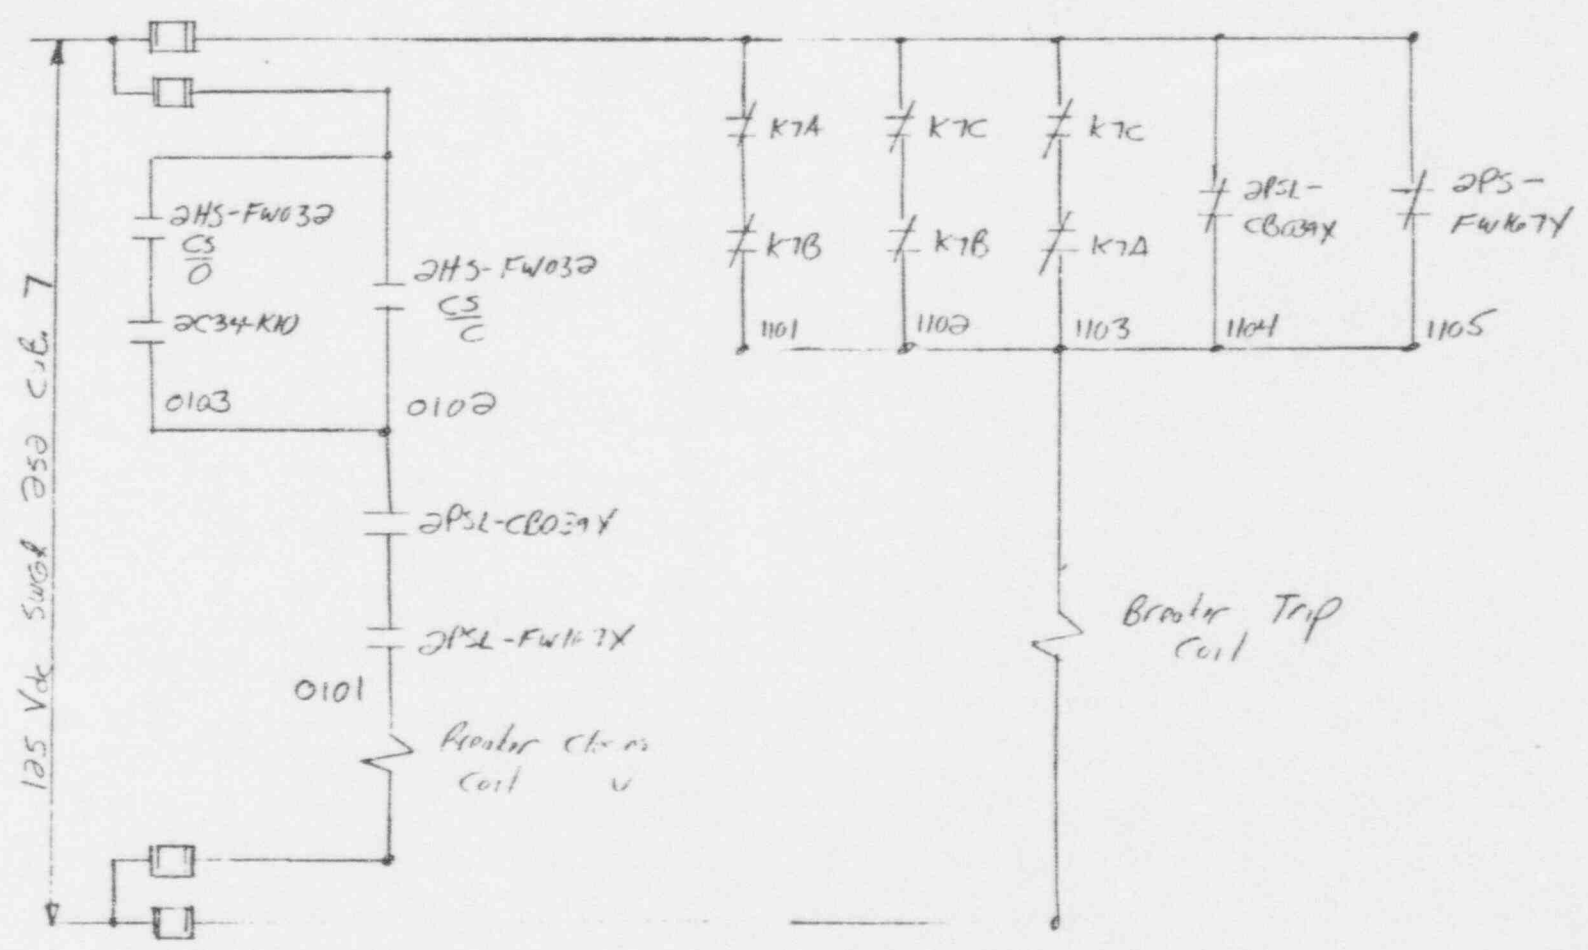 125 Vdc SWGR 252 C.B. 7
2HS-FW032
CS
O
2C34-K10
0103
2HS-FW032
CS
C
0102
2PSL-CB039X
2PSL-FW167X
0101
Breaker
Coil
K7A
K7B
1101
K7C
K7B
1102
K7C
K7A
1103
2PSL-
CB039X
1104
2PS-
FW167X
1105
Breaker Trip
Coil